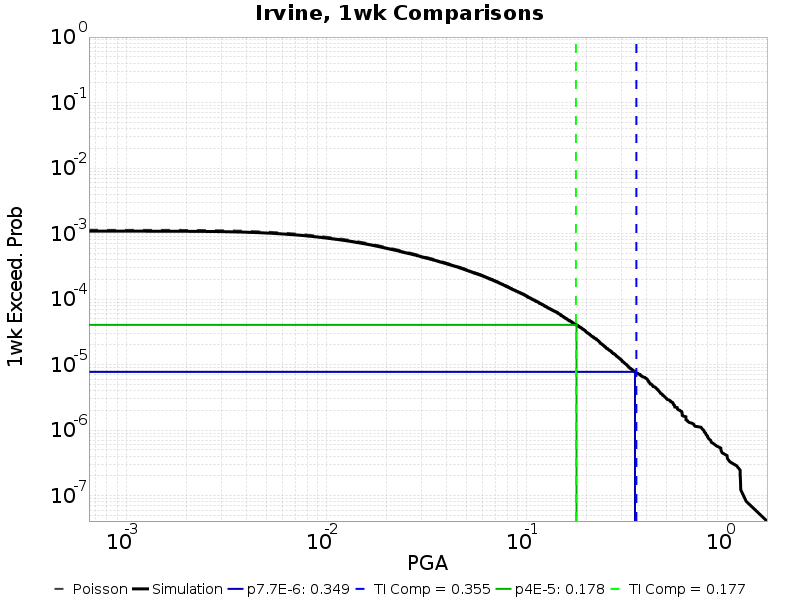 Irvine, 1wk Comparisons
10^0
10^-1
10^-2
10^-3
10^-4
10^-5
10^-6
10^-7
1wk Exceed. Prob
10^-3 10^-2 10^-1 10^0
PGA
Poisson Simulation p7.7E-6: 0.349 TI Comp = 0.355 p4E-5: 0.178 TI Comp = 0.177